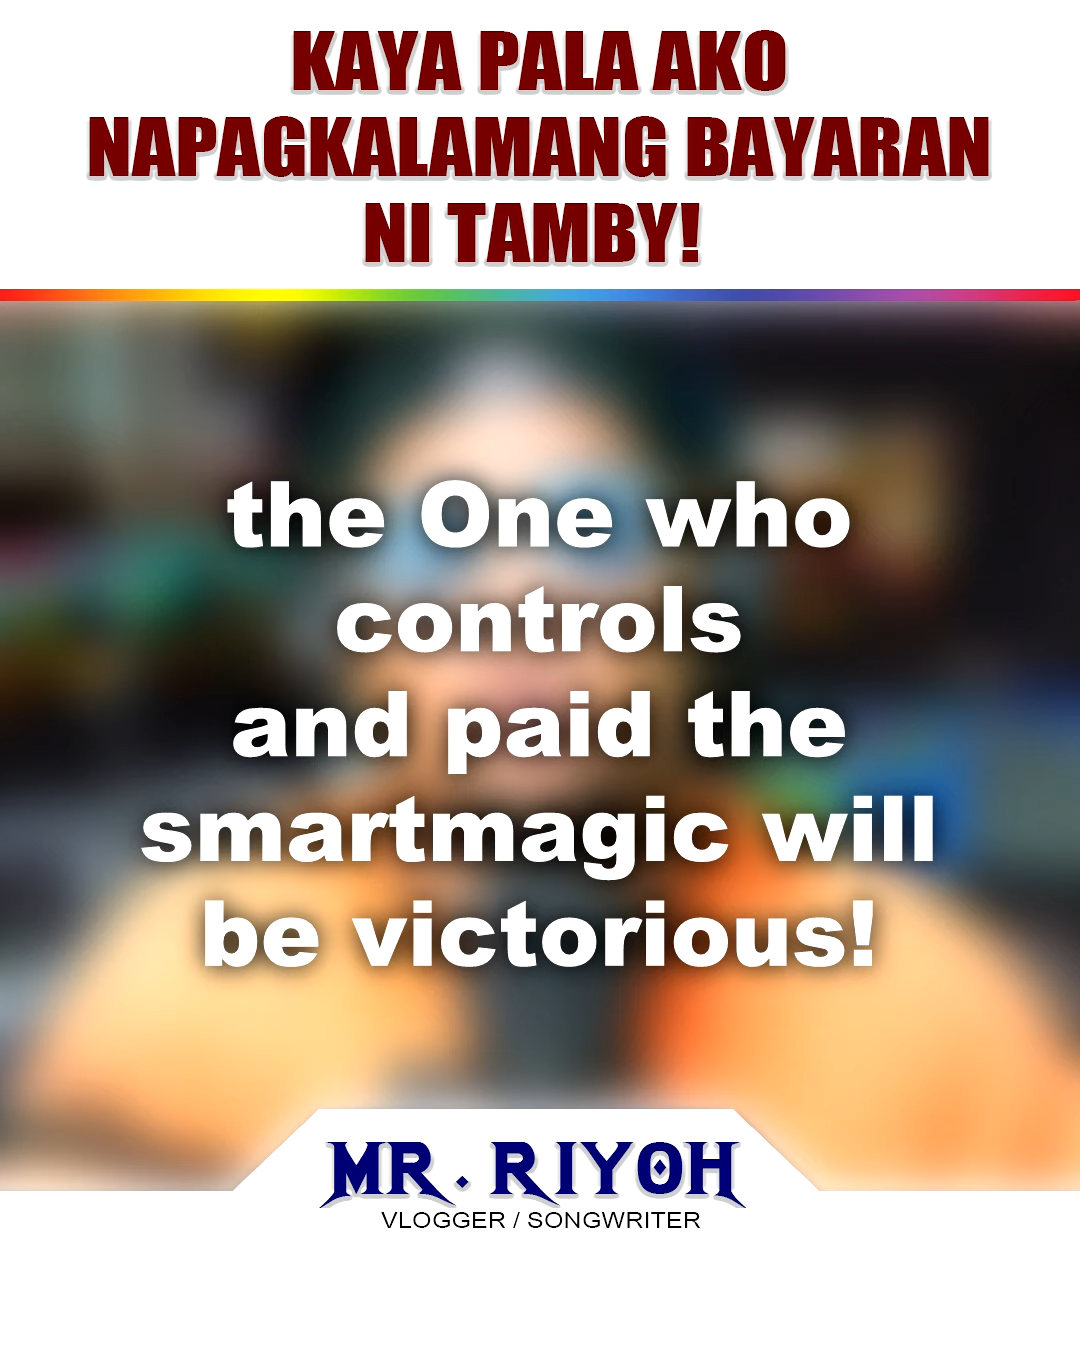 KAYA PALA AKO
NAPAGKALAMANG BAYARAN
NI TAMBY!
the One who
controls
and paid the
smartmagic will
be victorious!
MR. RIYOH
VLOGGER / SONGWRITER